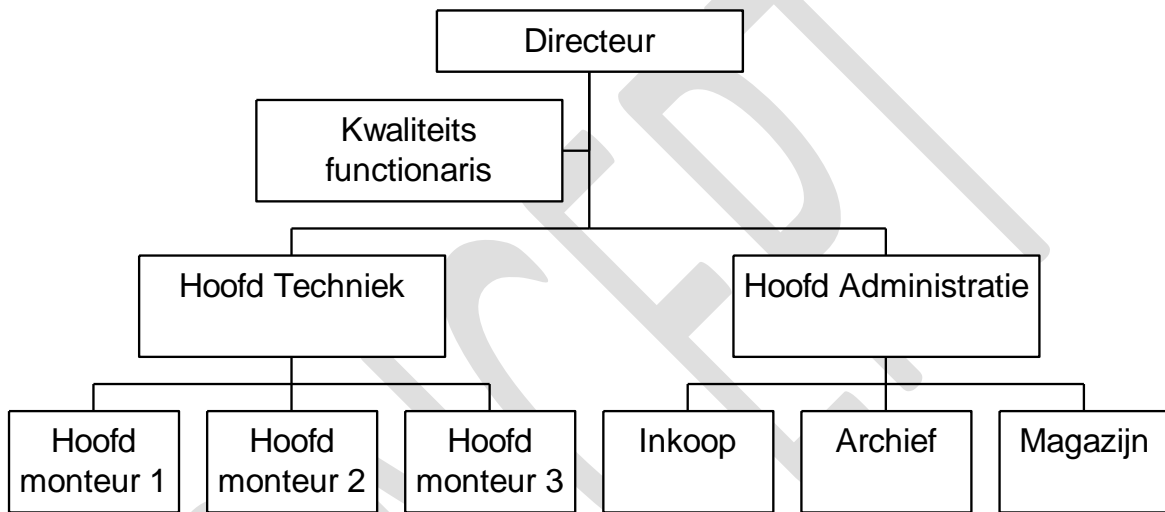 Directeur
Kwaliteits
functionaris
Hoofd Techniek
Hoofd Administratie
Hoofd
monteur 1
Hoofd
monteur 2
Hoofd
monteur 3
Inkoop
Archief
Magazijn